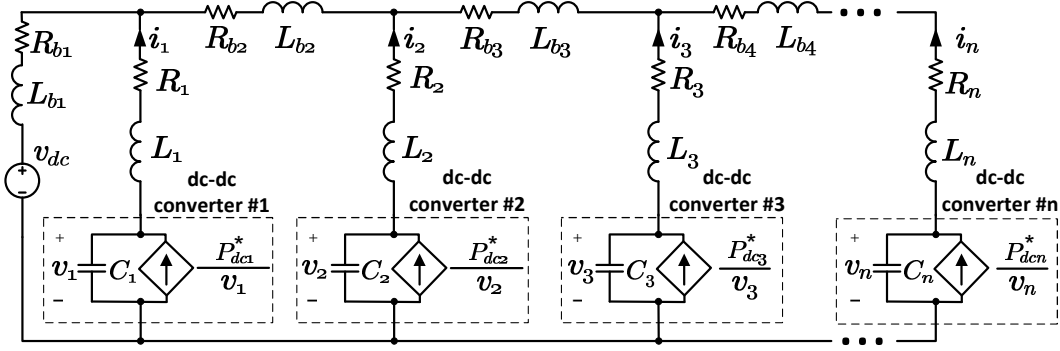 R_{b1}
L_{b1}
v_{dc}
+
−
i_1
R_1
L_1
dc-dc
converter #1
+
v_1
−
C_1
P^*_{dc1}
v_1
R_{b2}
L_{b2}
i_2
R_2
L_2
dc-dc
converter #2
+
v_2
−
C_2
P^*_{dc2}
v_2
R_{b3}
L_{b3}
i_3
R_3
L_3
dc-dc
converter #3
+
v_3
−
C_3
P^*_{dc3}
v_3
R_{b4}
L_{b4}
i_n
R_n
L_n
dc-dc
converter #n
+
v_n
−
C_n
P^*_{dcn}
v_n